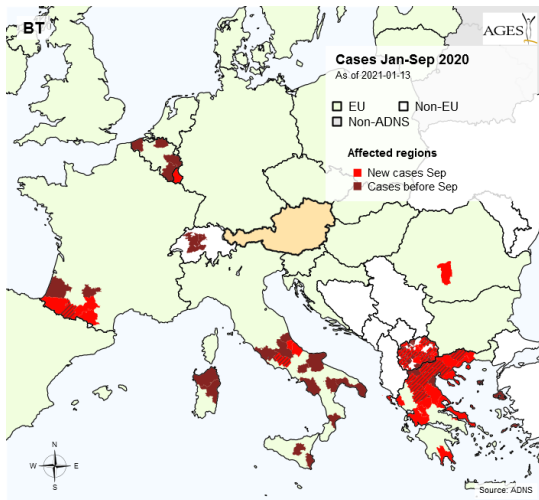 BT
AGES
Cases Jan-Sep 2020
As of 2021-01-13
EU Non-EU
Non-ADNS
Affected regions
New cases Sep
Cases before Sep
N
W E
S
Source: ADNS